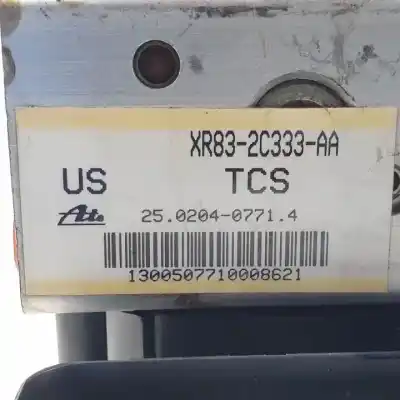 XR83-2C333-AA
US TCS
Ate 25.0204-0771.4
1300507710008621